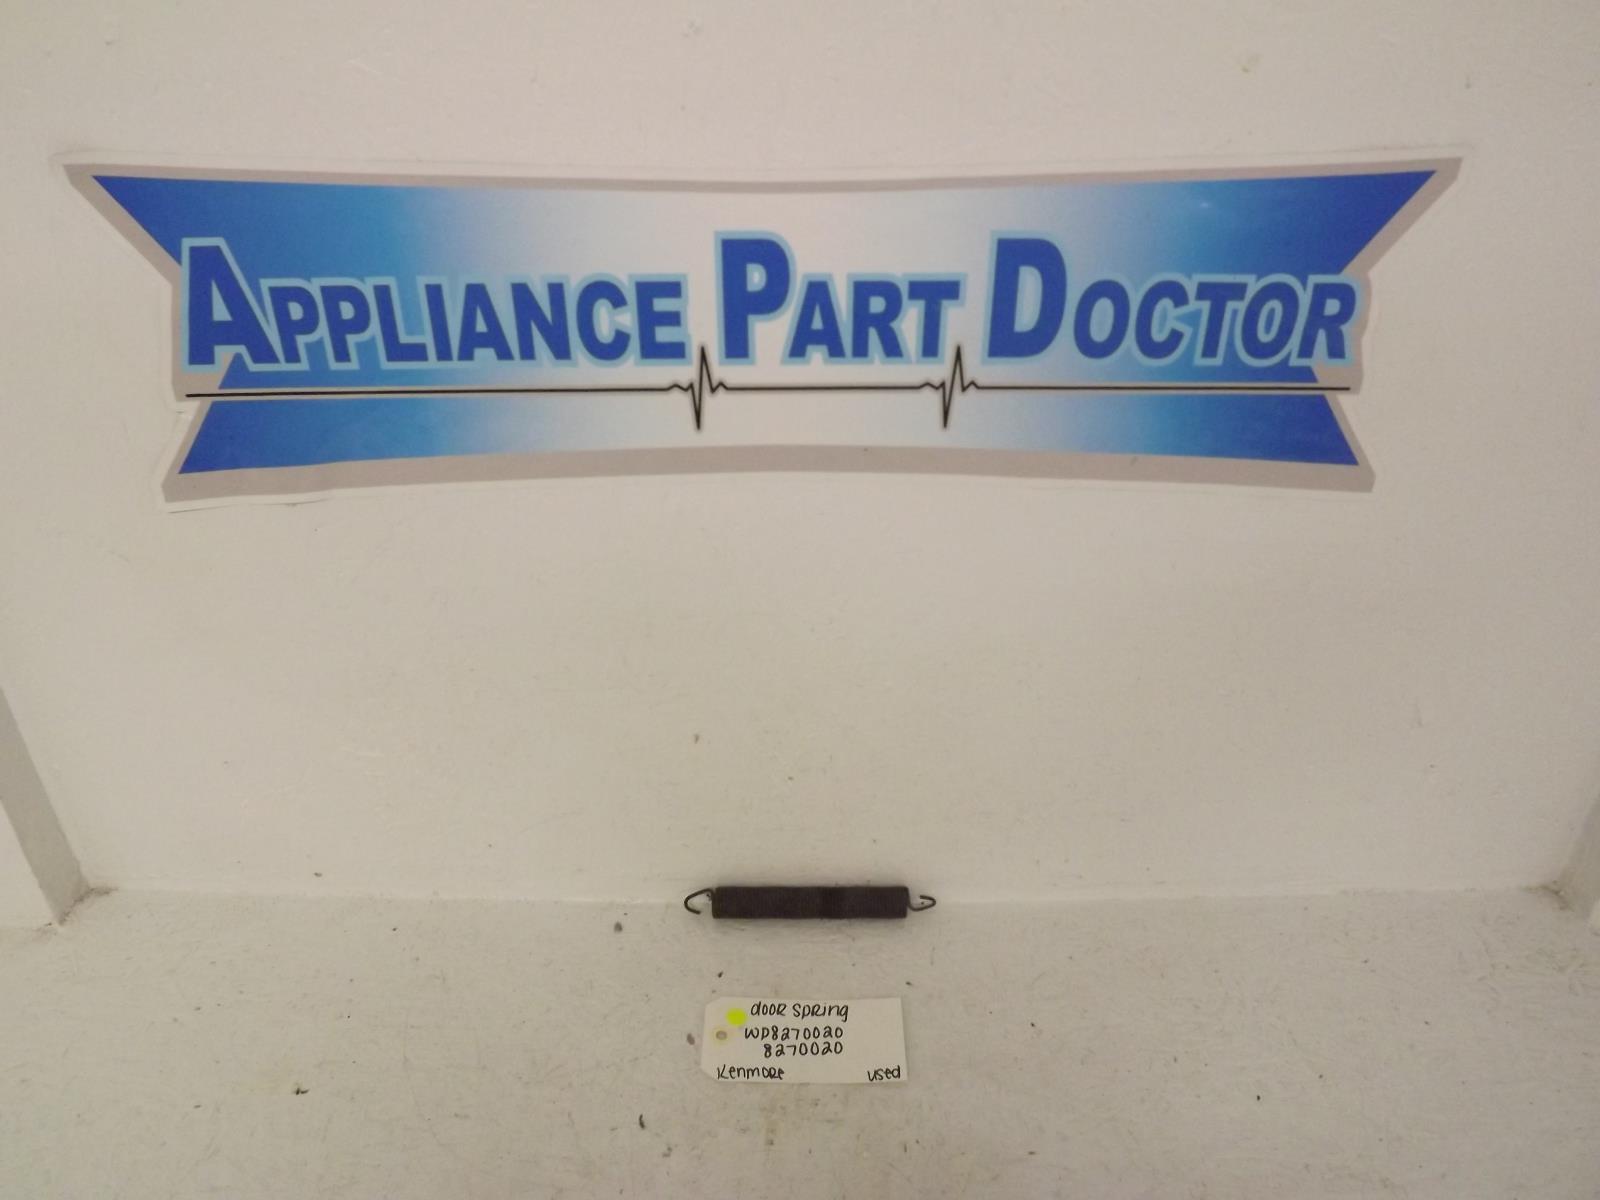 APPLIANCE PART DOCTOR
door spring
WP8270020
8270020
Kenmore used